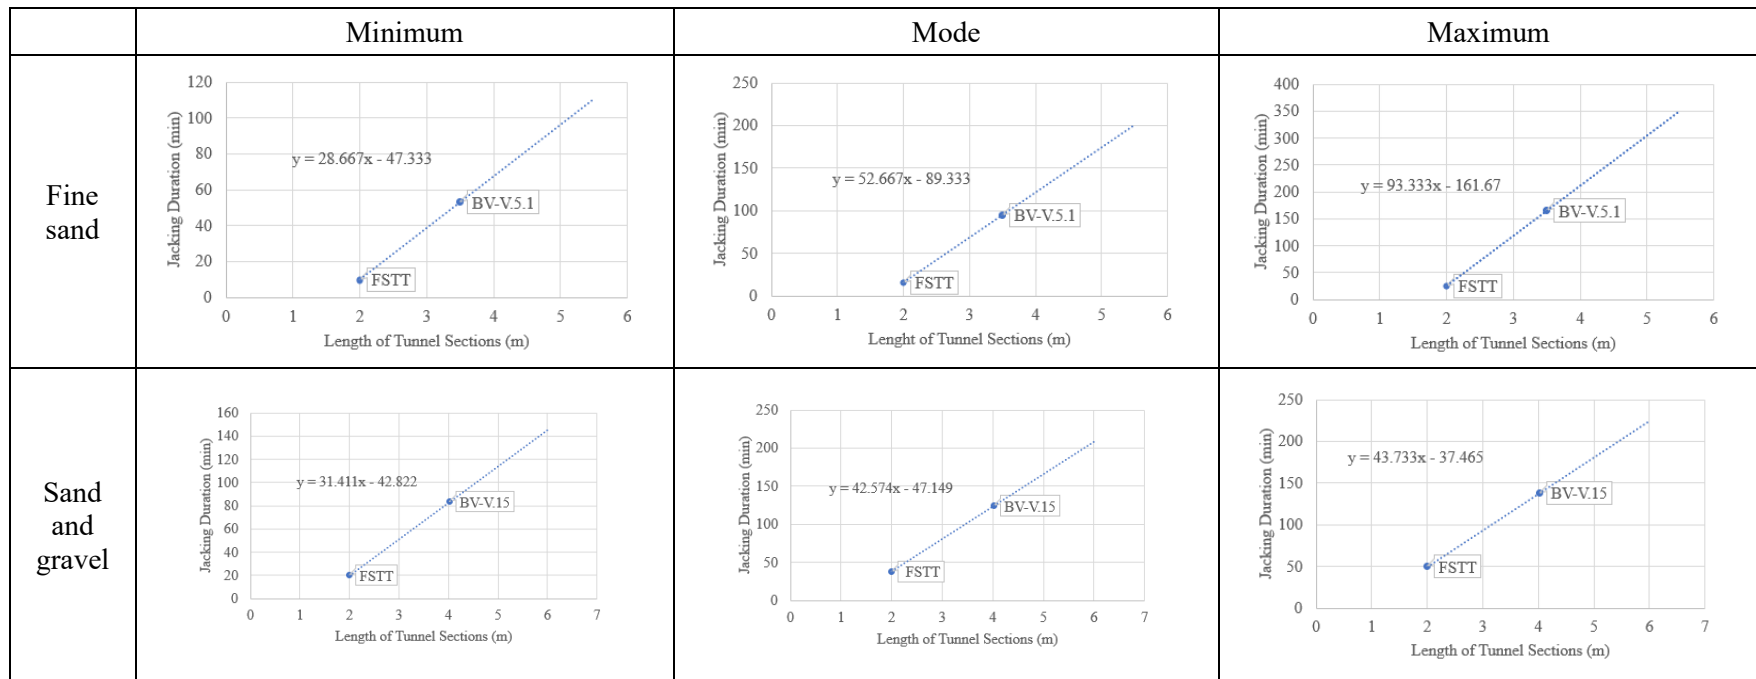 Minimum
Mode
Maximum
Fine
sand
120
100
80
60
40
20
0
0 1 2 3 4 5 6
Jacking Duration (min)
Length of Tunnel Sections (m)
y = 28.667x - 47.333
BV-V.5.1
FSTT
250
200
150
100
50
0
0 1 2 3 4 5 6
Jacking Duration (min)
Lenght of Tunnel Sections (m)
y = 52.667x - 89.333
BV-V.5.1
FSTT
400
350
300
250
200
150
100
50
0
0 1 2 3 4 5 6
Jacking Duration (min)
Length of Tunnel Sections (m)
y = 93.333x - 161.67
BV-V.5.1
FSTT
Sand
and
gravel
160
140
120
100
80
60
40
20
0
0 1 2 3 4 5 6 7
Jacking Duration (min)
Length of Tunnel Sections (m)
y = 31.411x - 42.822
BV-V.15
FSTT
250
200
150
100
50
0
0 1 2 3 4 5 6 7
Jacking Duration (min)
Length of Tunnel Sections (m)
y = 42.574x - 47.149
BV-V.15
FSTT
250
200
150
100
50
0
0 1 2 3 4 5 6 7
Jacking Duration (min)
Length of Tunnel Sections (m)
y = 43.733x - 37.465
BV-V.15
FSTT